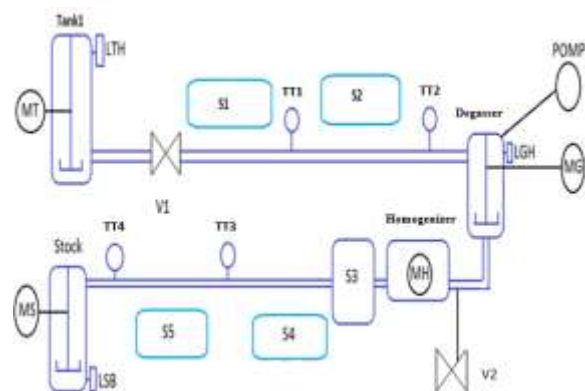 Tank1
LTH
POMP
S1
S2
TT1
TT2
MT
Degasser
LGH
MG
V1
Homogenizer
TT4
TT3
Stock
MH
S3
MS
S5
S4
LSB
V2